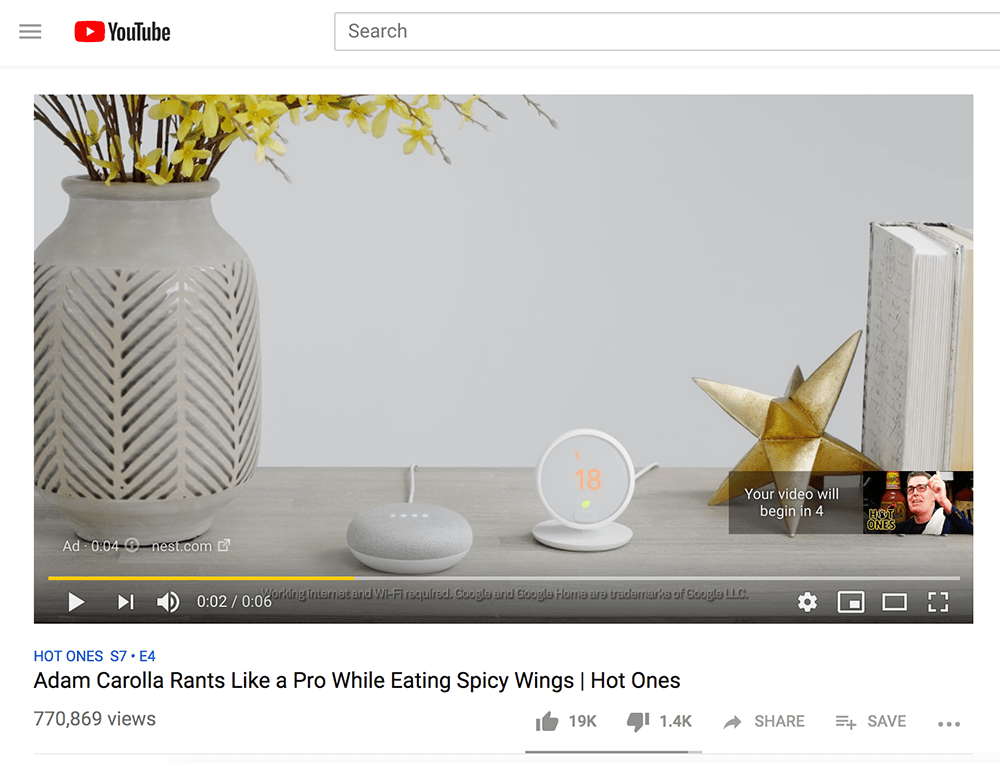 YouTube
Search
18
Your video will
begin in 4
HOT
ONES
Ad · 0:04 nest.com
0:02 / 0:06
Working internet and Wi-Fi required. Google and Google Home are trademarks of Google LLC.
HOT ONES S7 • E4
Adam Carolla Rants Like a Pro While Eating Spicy Wings | Hot Ones
770,869 views
19K
1.4K
SHARE
SAVE